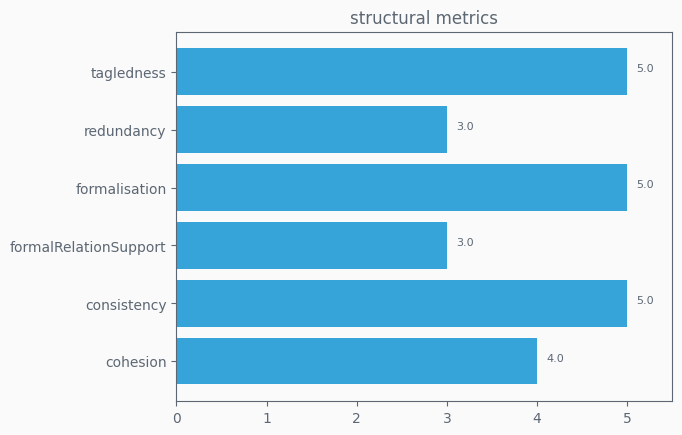 structural metrics
tagledness 5.0
redundancy 3.0
formalisation 5.0
formalRelationSupport 3.0
consistency 5.0
cohesion 4.0
0 1 2 3 4 5